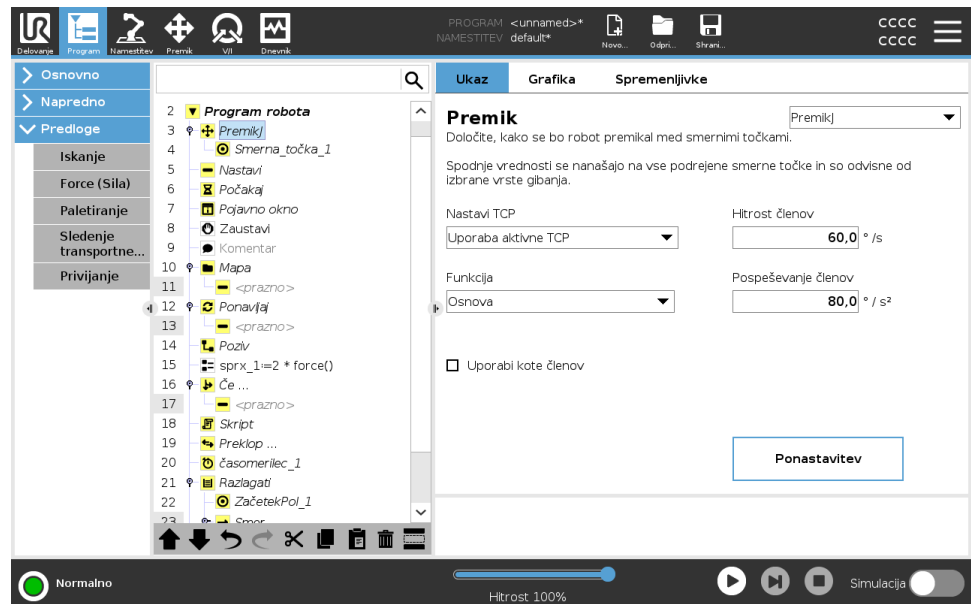 PROGRAM <unnamed>*
NAMESTITEV default*
CCCC
CCCC
Delovanje Program Namestitev Premik V/I Dnevnik Novo... Odpri... Shrani...
Osnovno
Napredno
Predloge
Iskanje
Force (Sila)
Paletiranje
Sledenje
transportne...
Privijanje
2 Program robota
3 PremikJ
4 Smerna_točka_1
5 Nastavi
6 Počakaj
7 Pojavno okno
8 Zaustavi
9 Komentar
10 Mapa
11 <prazno>
12 Ponavljaj
13 <prazno>
14 Poziv
15 sprx_1:=2 * force()
16 Če ...
17 <prazno>
18 Skript
19 Preklop ...
20 časomerilec_1
21 Razlagati
22 ZačetekPol_1
23 Smer
Ukaz Grafika Spremenljivke
Premik
PremikJ
Določite, kako se bo robot premikal med smernimi točkami.
Spodnje vrednosti se nanašajo na vse podrejene smerne točke in so odvisne od
izbrane vrste gibanja.
Nastavi TCP Hitrost členov
Uporaba aktivne TCP 60,0 ° /s
Funkcija Pospeševanje členov
Osnova 80,0 ° / s²
Uporabi kote členov
Ponastavitev
Normalno
Hitrost 100%
Simulacija